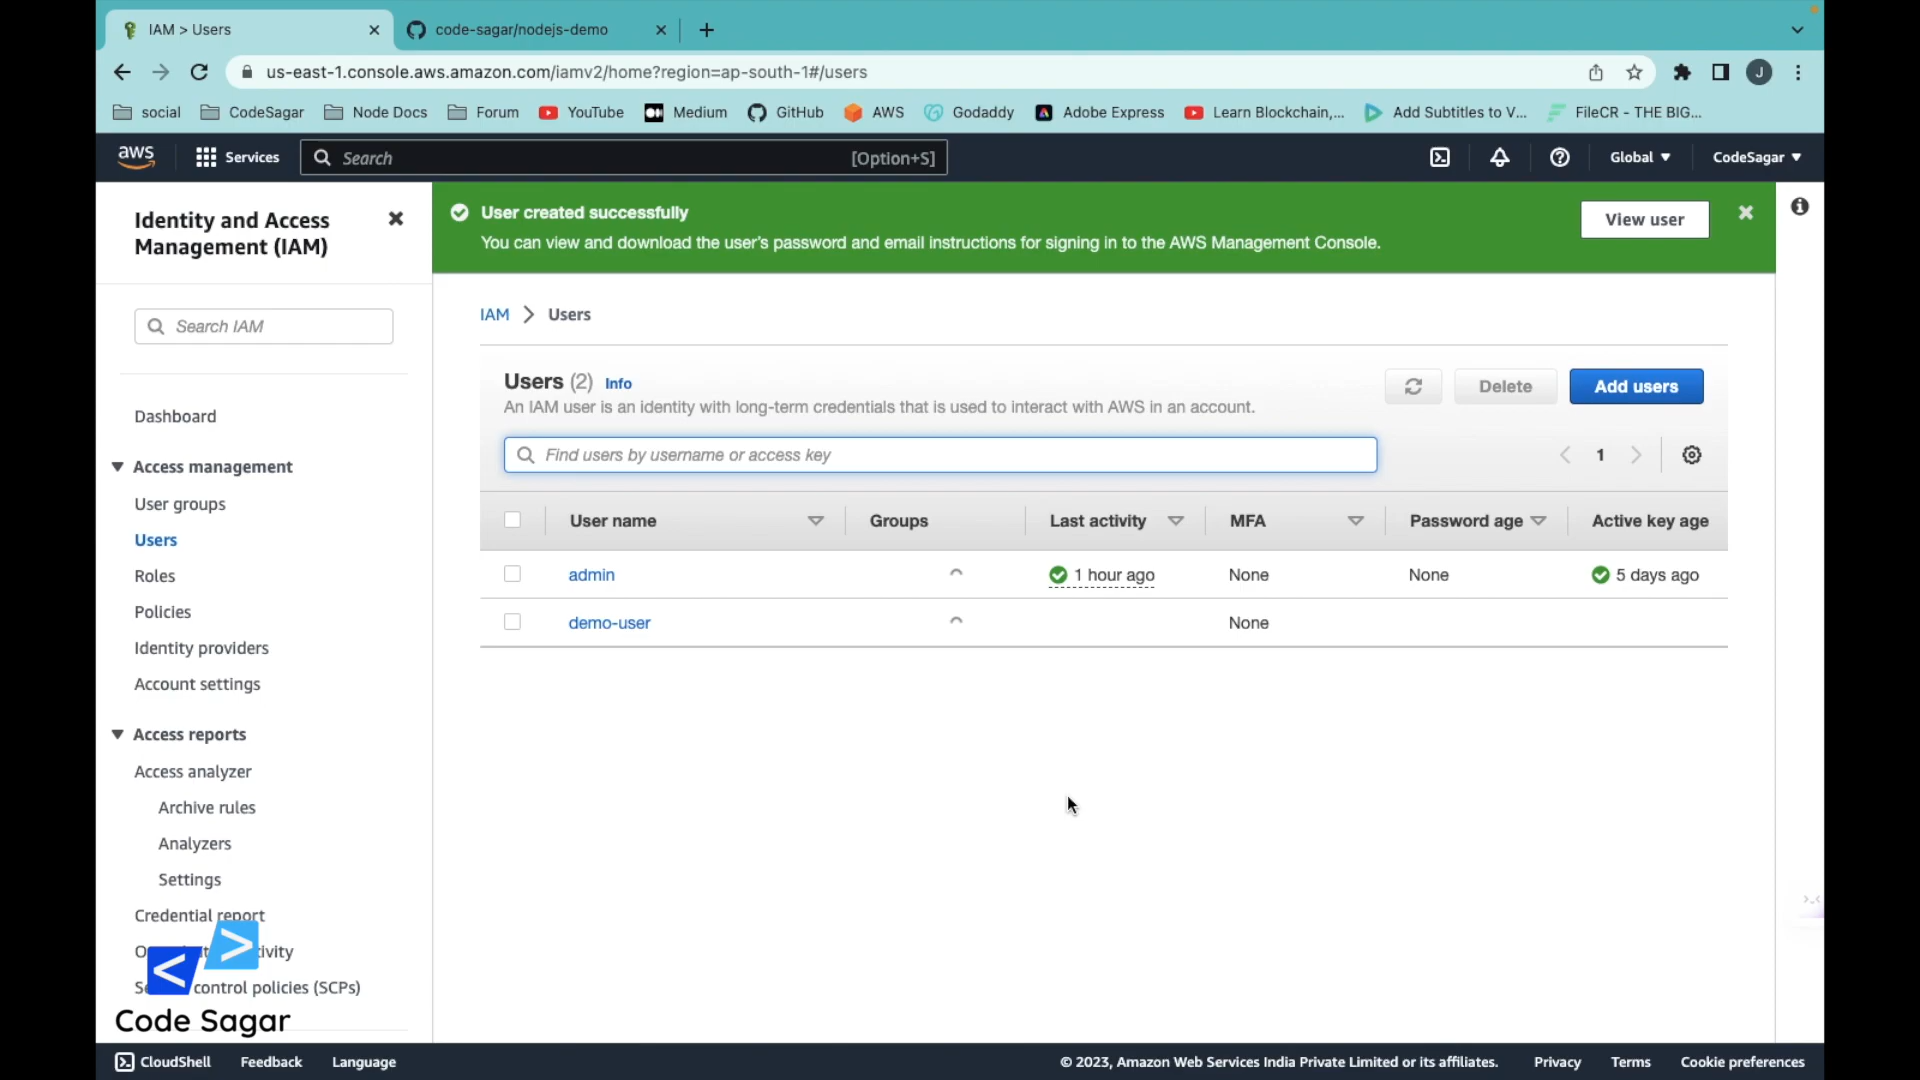 IAM > Users
code-sagar/nodejs-demo
us-east-1.console.aws.amazon.com/iamv2/home?region=ap-south-1#/users
J
social
CodeSagar
Node Docs
Forum
YouTube
Medium
GitHub
AWS
Godaddy
Adobe Express
Learn Blockchain,...
Add Subtitles to V...
FileCR - THE BIG...
aws
Services
Search
[Option+S]
Global
CodeSagar
Identity and Access
Management (IAM)
Search IAM
Dashboard
Access management
User groups
Users
Roles
Policies
Identity providers
Account settings
Access reports
Access analyzer
Archive rules
Analyzers
Settings
Credential report
control policies (SCPs)
Code Sagar
User created successfully
You can view and download the user's password and email instructions for signing in to the AWS Management Console.
View user
IAM > Users
Users (2) Info
An IAM user is an identity with long-term credentials that is used to interact with AWS in an account.
Delete
Add users
Find users by username or access key
1
User name Groups Last activity MFA Password age Active key age
admin 1 hour ago None None 5 days ago
demo-user None
CloudShell Feedback Language
© 2023, Amazon Web Services India Private Limited or its affiliates. Privacy Terms Cookie preferences